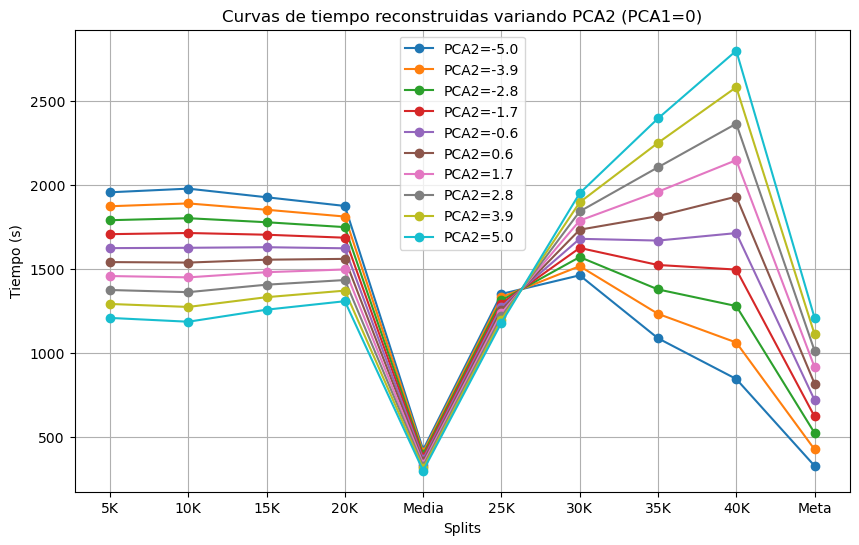 Curvas de tiempo reconstruidas variando PCA2 (PCA1=0)
PCA2=-5.0
PCA2=-3.9
PCA2=-2.8
PCA2=-1.7
PCA2=-0.6
PCA2=0.6
PCA2=1.7
PCA2=2.8
PCA2=3.9
PCA2=5.0
Tiempo (s)
2500
2000
1500
1000
500
5K 10K 15K 20K Media 25K 30K 35K 40K Meta
Splits